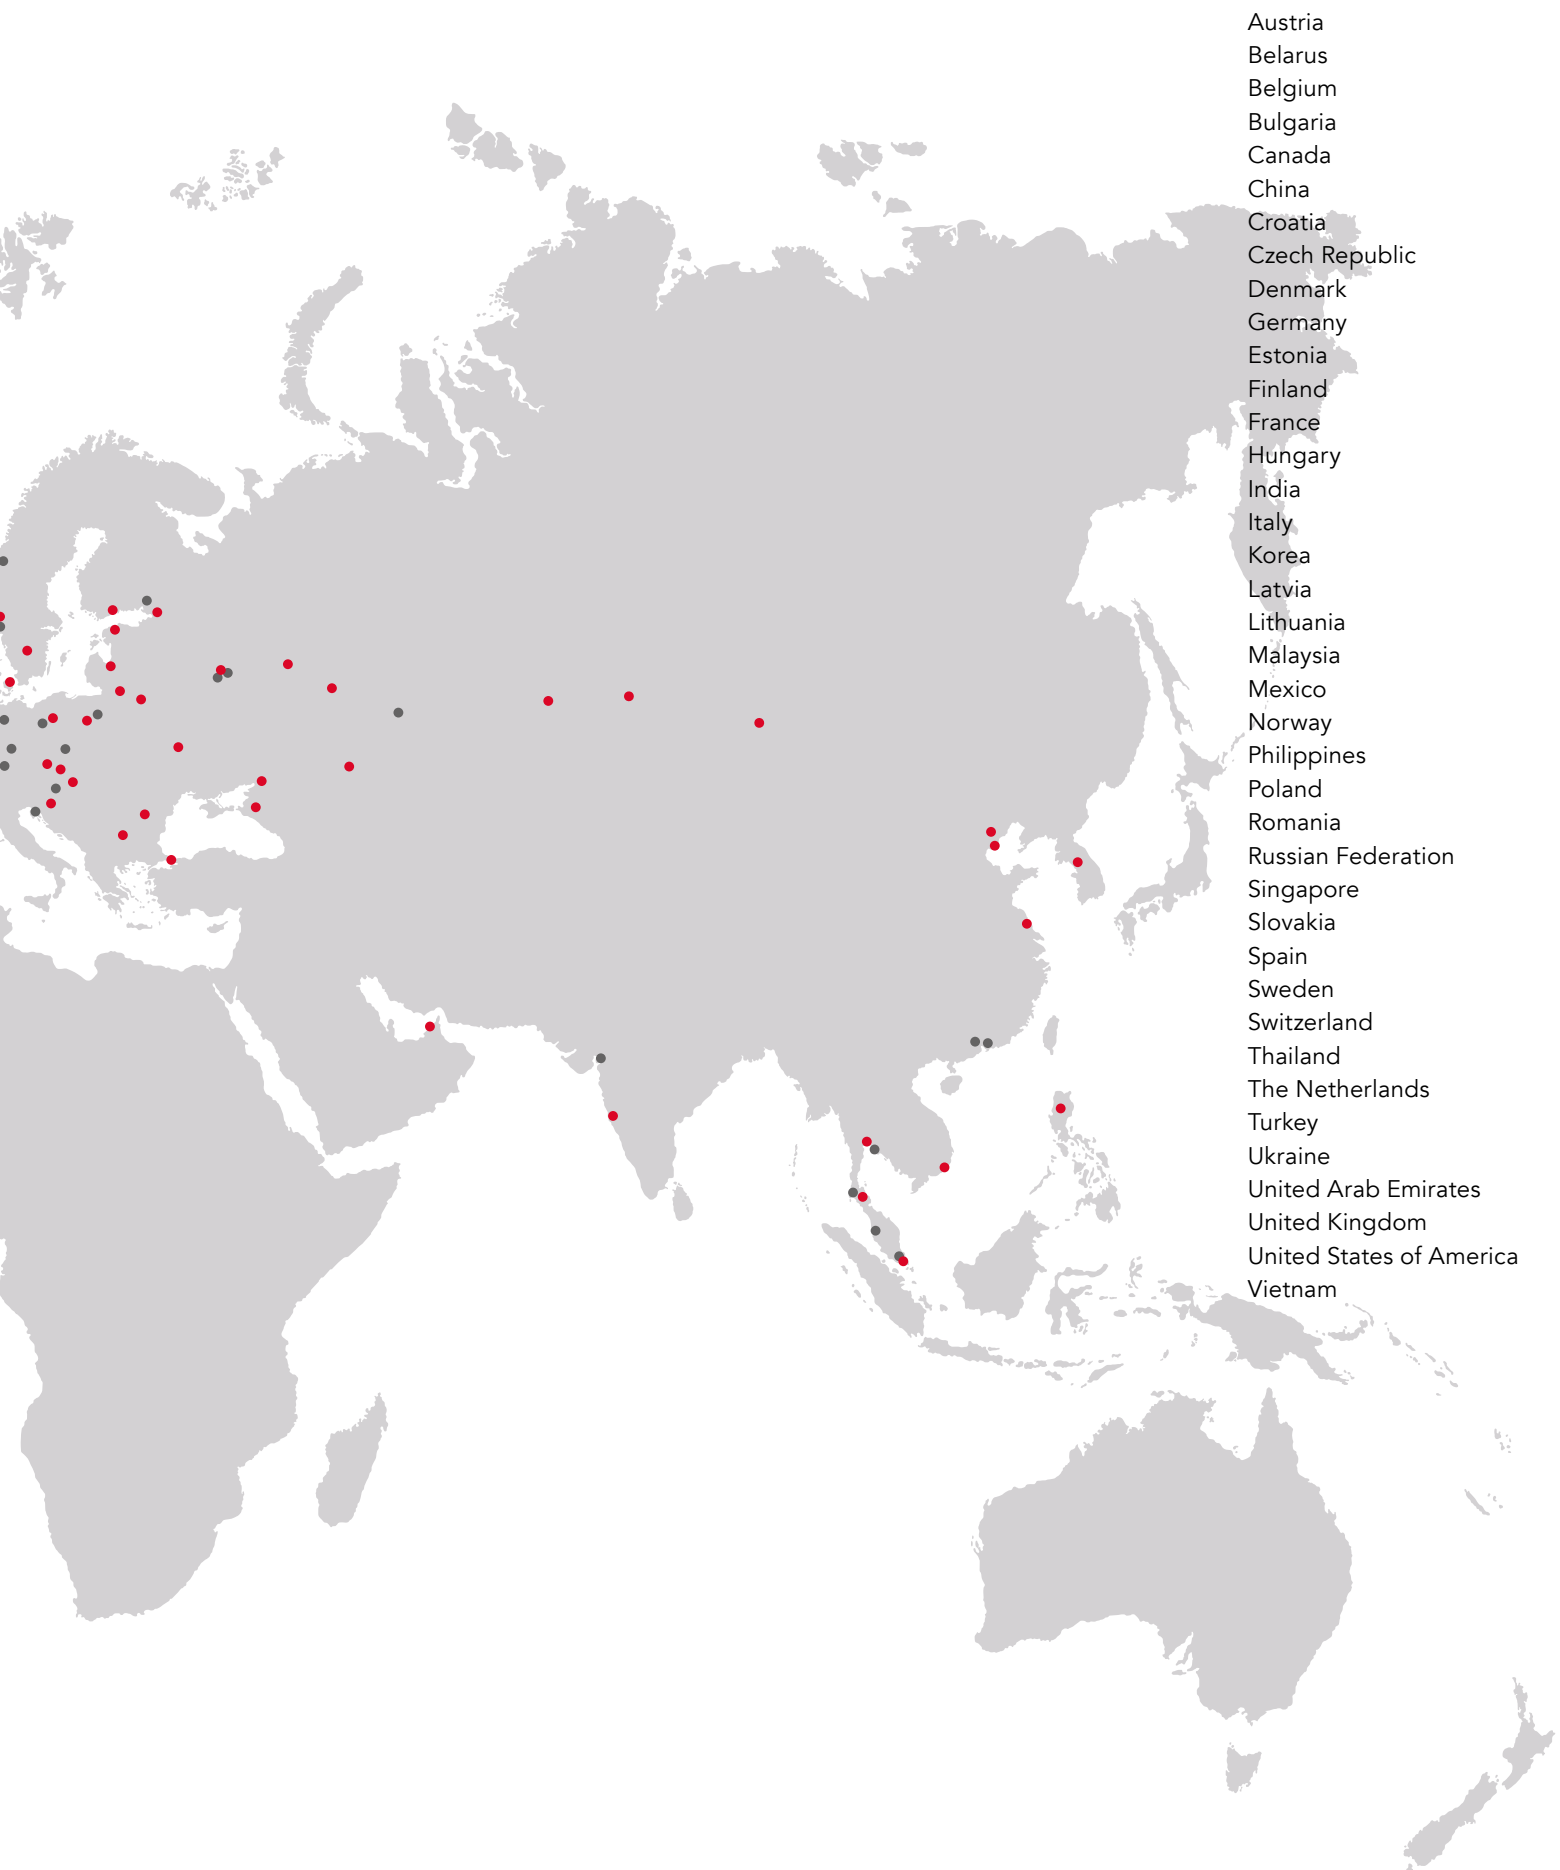 Austria
Belarus
Belgium
Bulgaria
Canada
China
Croatia
Czech Republic
Denmark
Germany
Estonia
Finland
France
Hungary
India
Italy
Korea
Latvia
Lithuania
Malaysia
Mexico
Norway
Philippines
Poland
Romania
Russian Federation
Singapore
Slovakia
Spain
Sweden
Switzerland
Thailand
The Netherlands
Turkey
Ukraine
United Arab Emirates
United Kingdom
United States of America
Vietnam